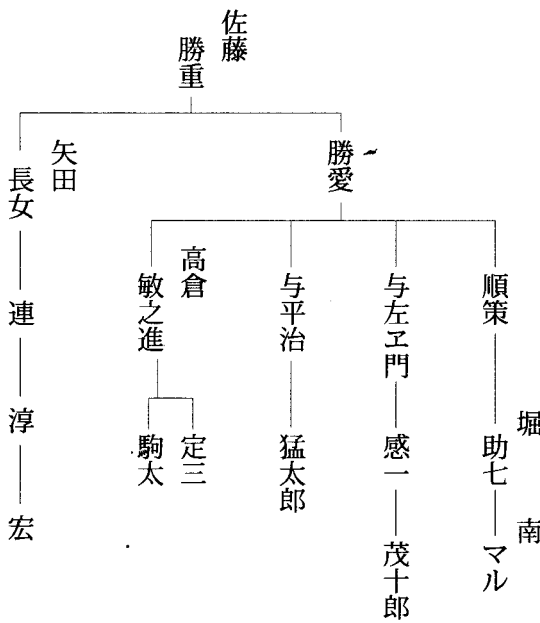 佐藤
勝重
勝愛
順策
堀
助七
南
マル
与左ヱ門
感一
茂十郎
与平治
猛太郎
高倉
敏之進
定三
駒太
矢田
長女
連
淳
宏